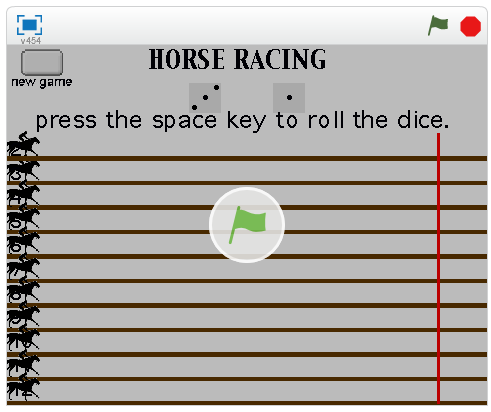 v454
HORSE RACING
new game
press the space key to roll the dice.